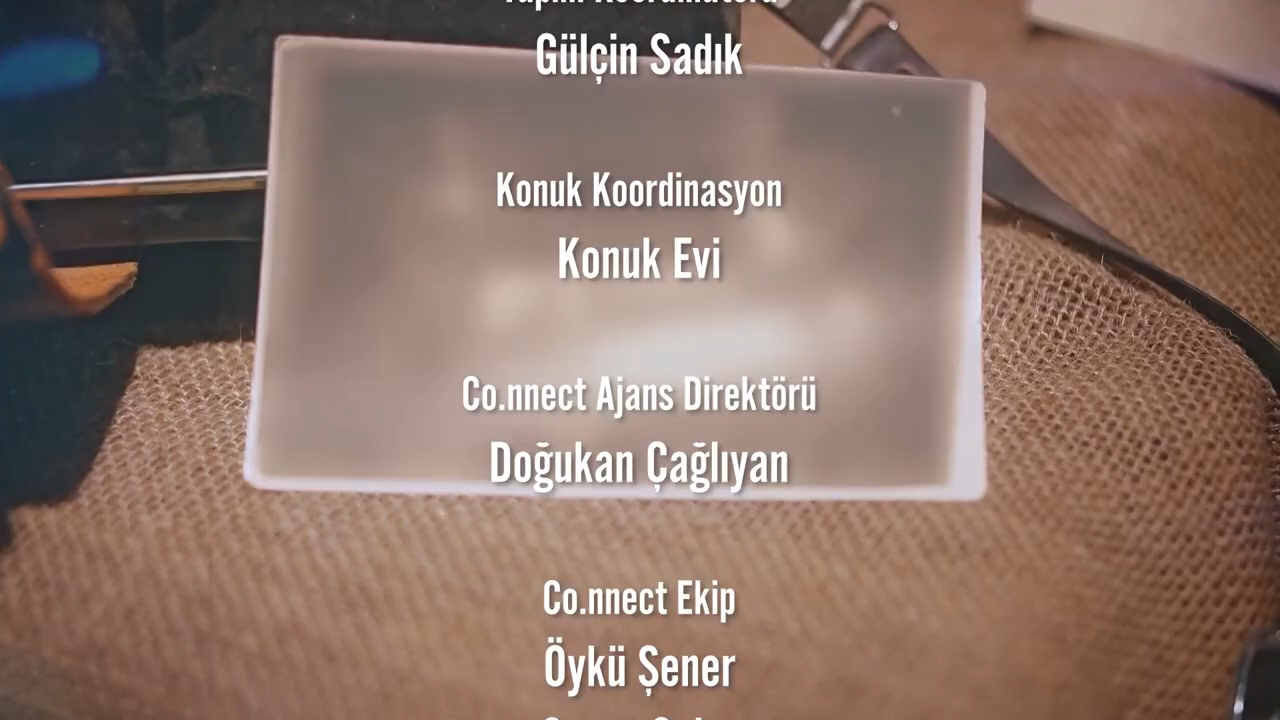 Gülçin Sadık
Konuk Koordinasyon
Konuk Evi
Co.nnect Ajans Direktörü
Doğukan Çağlıyan
Co.nnect Ekip
Öykü Şener